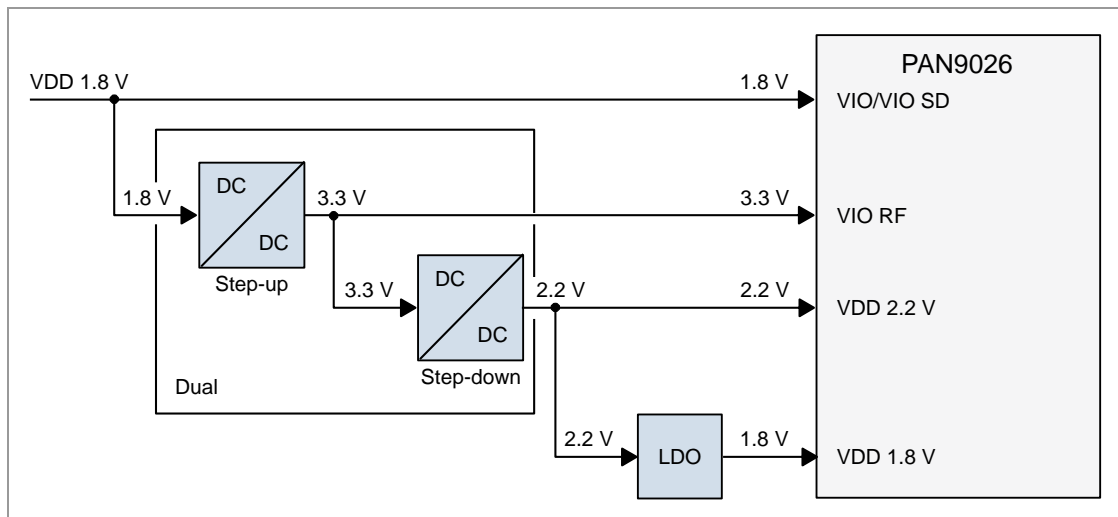 PAN9026
VDD 1.8 V
1.8 V
VIO/VIO SD
1.8 V
DC
DC
Step-up
3.3 V
3.3 V
VIO RF
3.3 V
DC
DC
Step-down
2.2 V
2.2 V
VDD 2.2 V
Dual
2.2 V
LDO
1.8 V
VDD 1.8 V